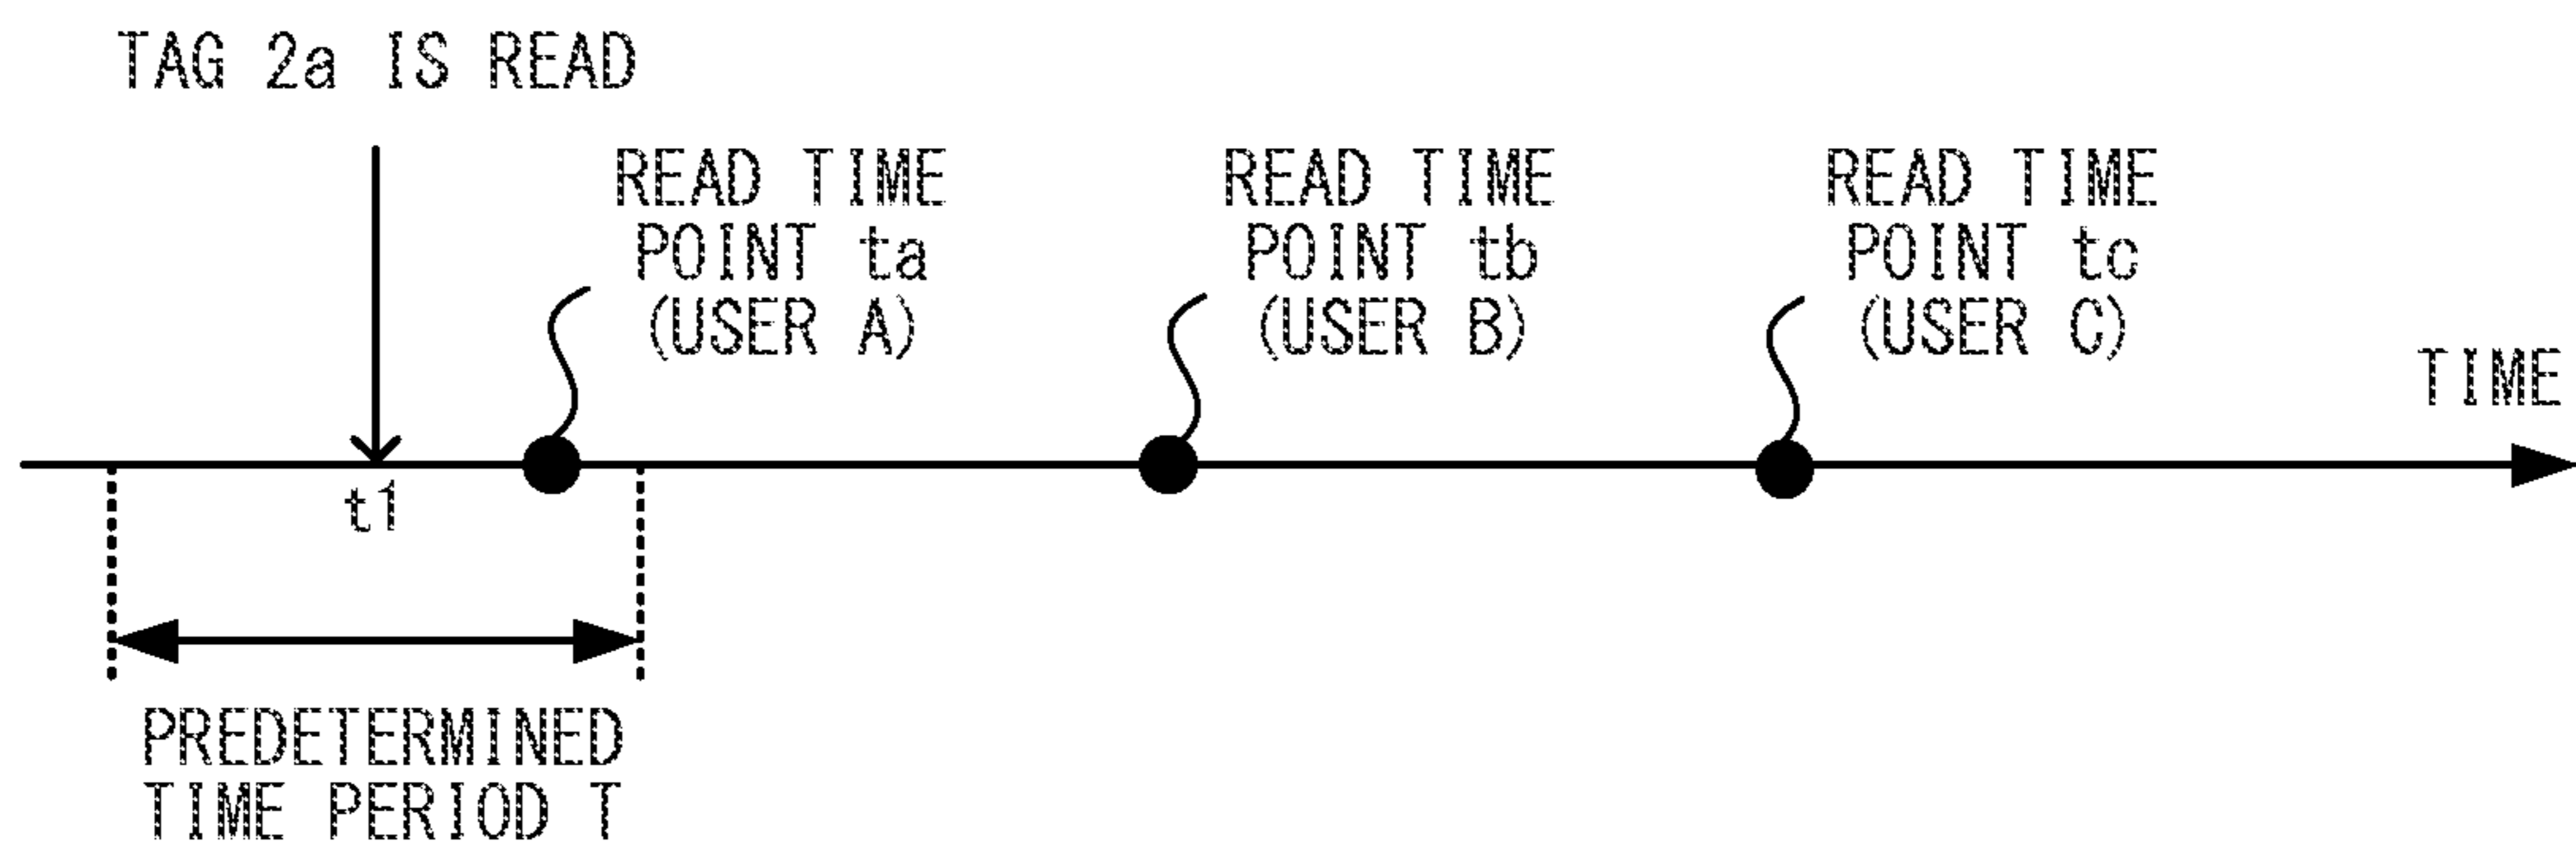 TAG 2a IS READ
READ TIME
POINT ta
(USER A)
READ TIME
POINT tb
(USER B)
READ TIME
POINT tc
(USER C)
TIME
t1
PREDETERMINED
TIME PERIOD T